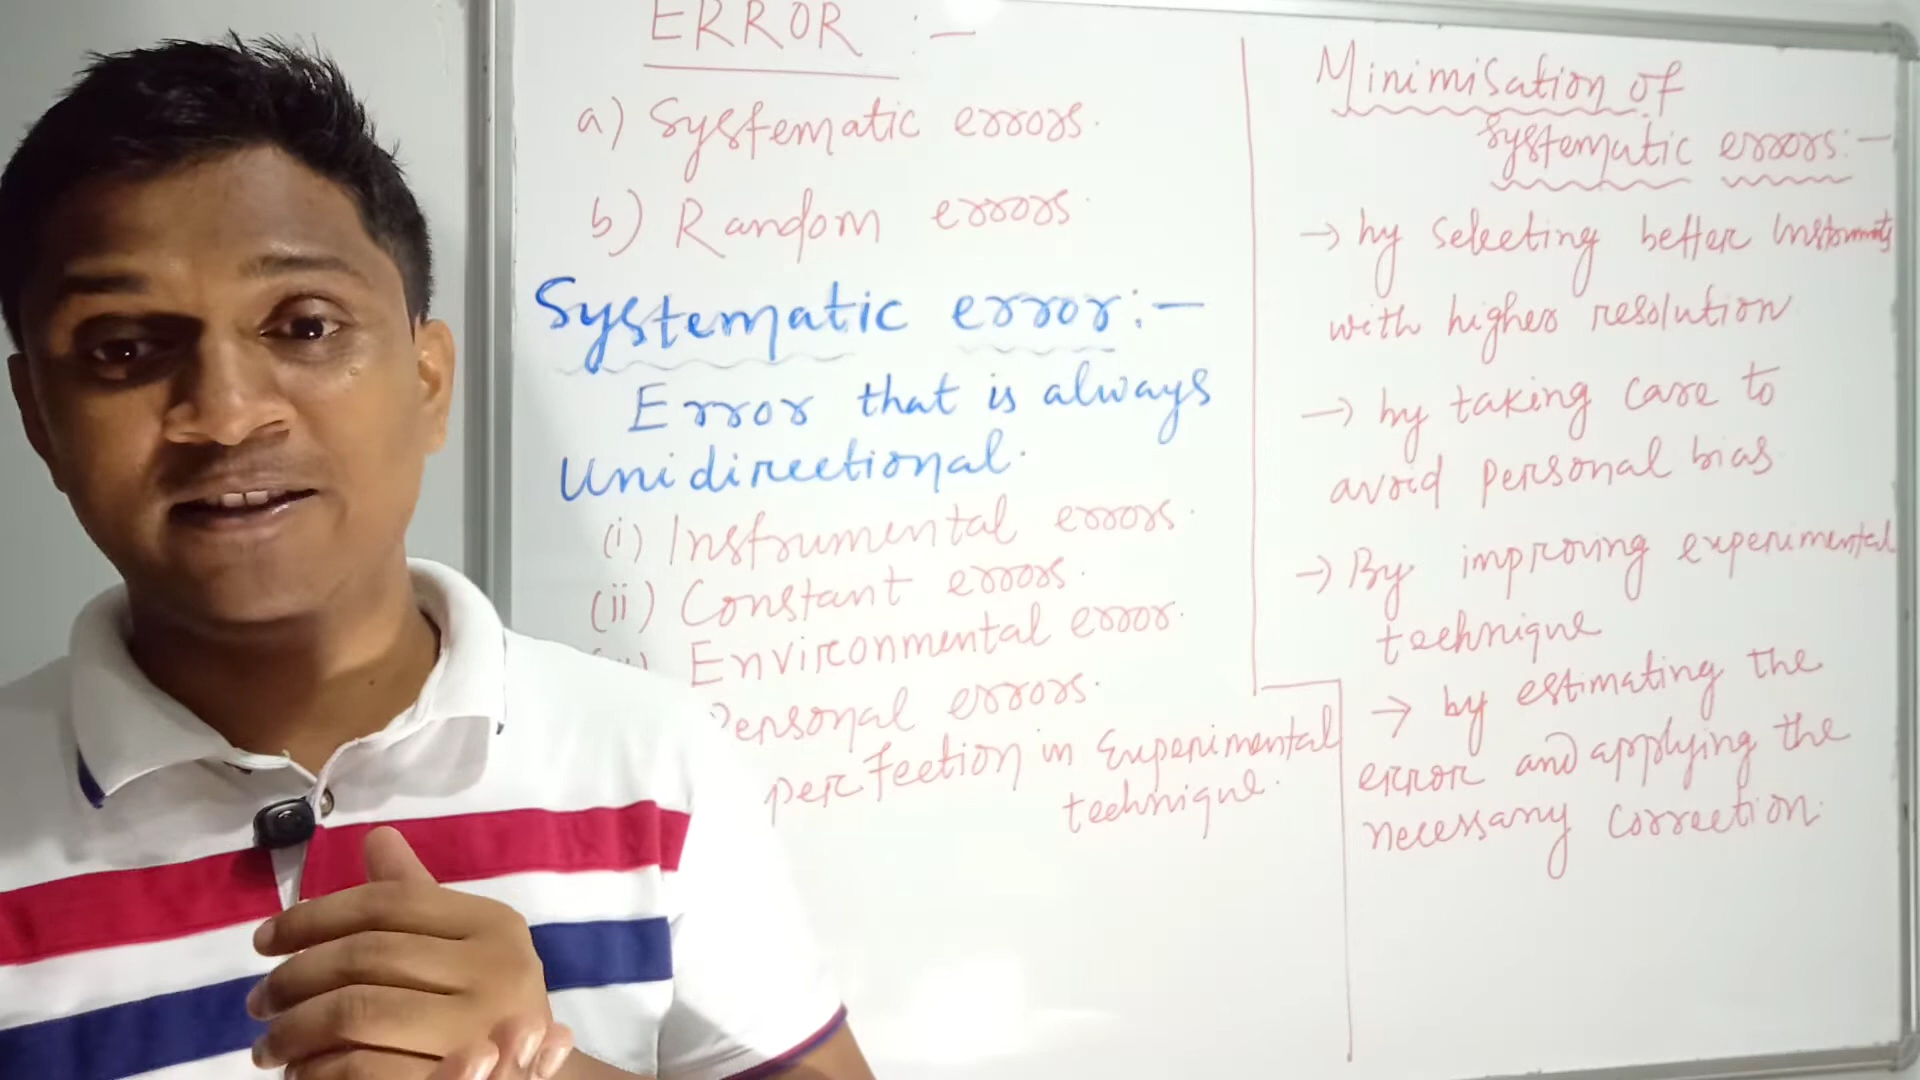 ERROR :-
a) Systematic errors.
b) Random errors.
Systematic error:-
Error that is always
Unidirectional.
(i) Instrumental errors.
(ii) Constant errors.
Environmental error.
Personal errors.
perfection in Experimental
technique.
Minimisation of
Systematic errors:-
→ by selecting better Instruments
with higher resolution
→ by taking care to
avoid personal bias
→ By improving experimental
technique
→ by estimating the
error and applying the
necessary correction.